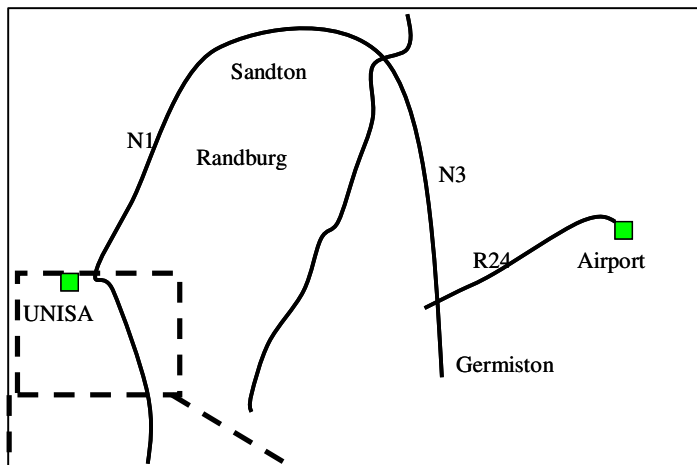 Sandton
N1
Randburg
N3
R24
Airport
UNISA
Germiston